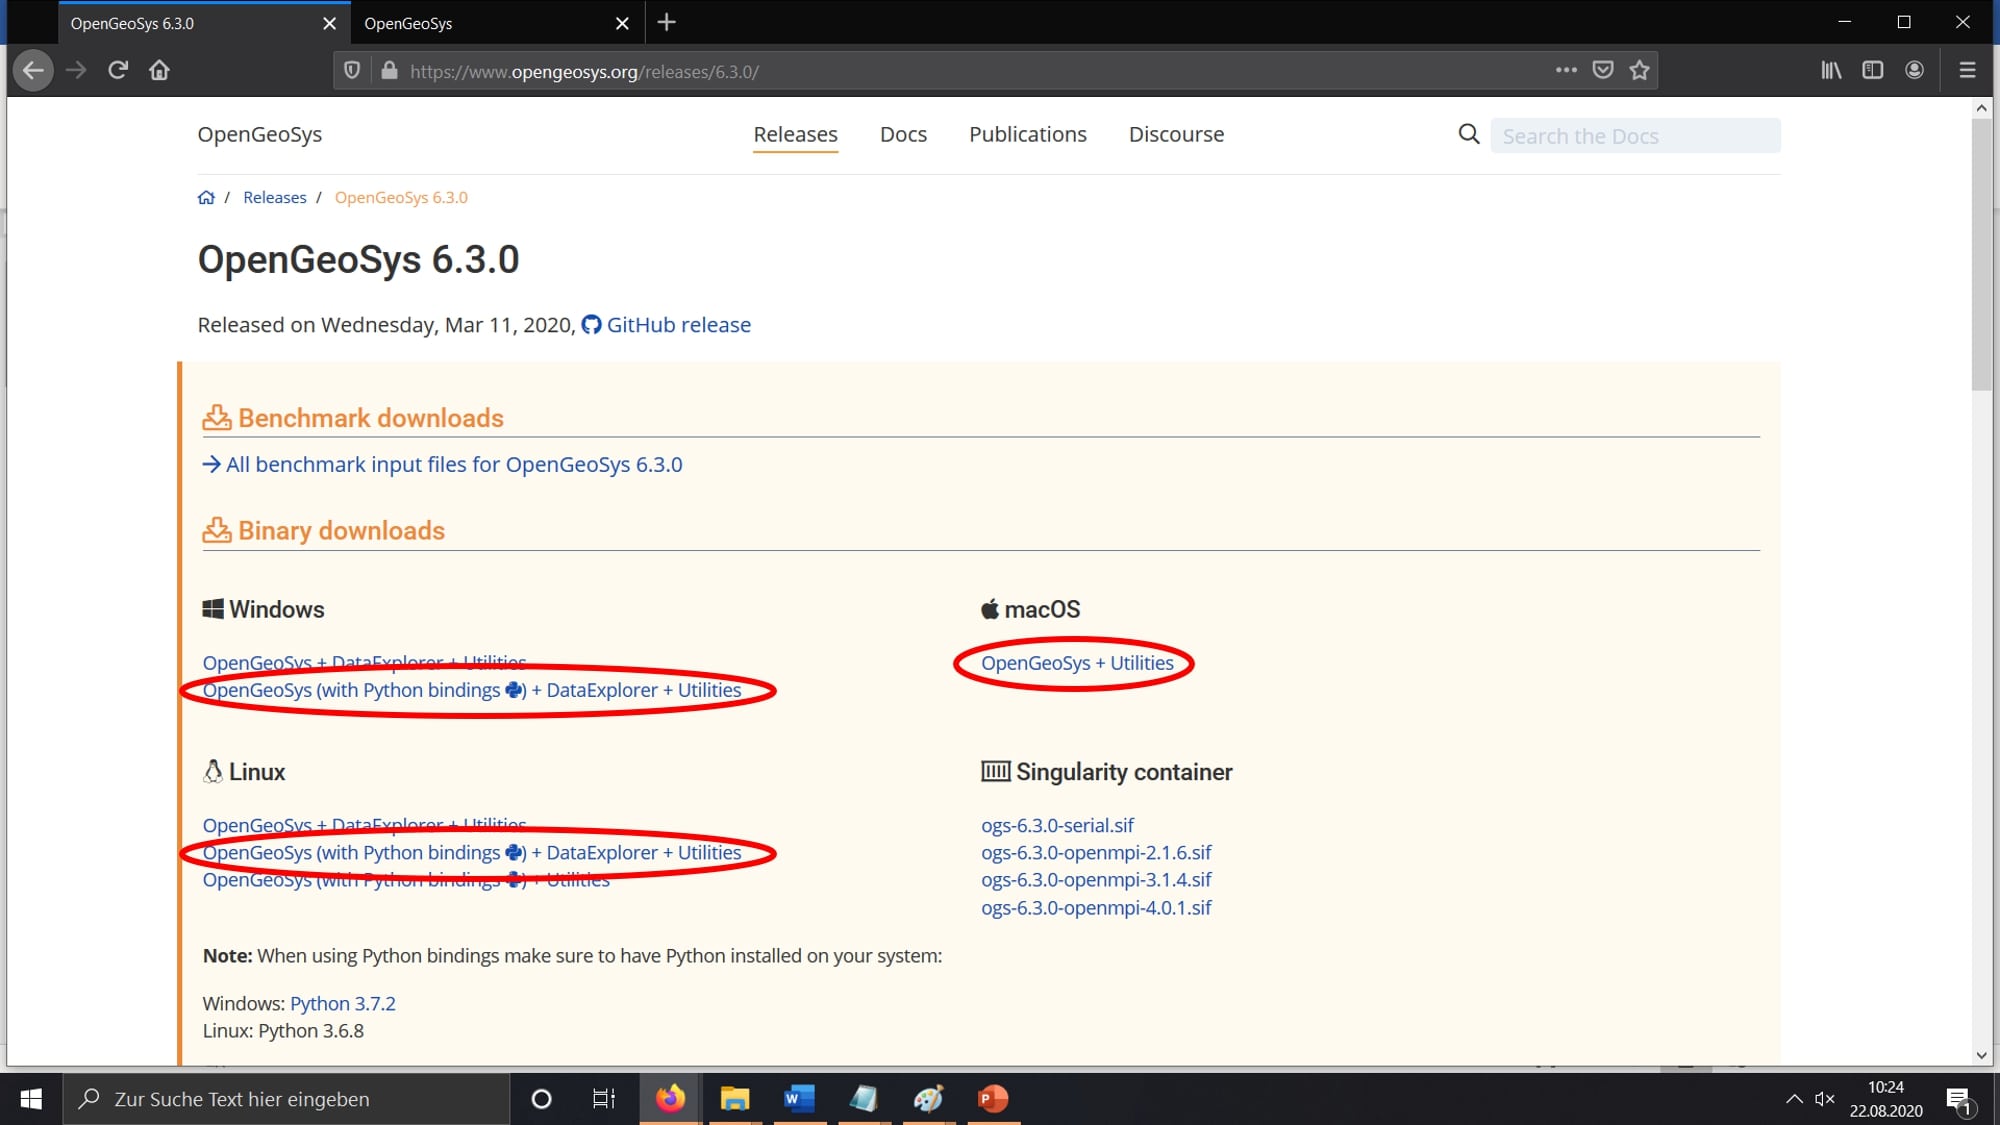 OpenGeoSys 6.3.0
OpenGeoSys
https://www.opengeosys.org/releases/6.3.0/
OpenGeoSys
Releases
Docs
Publications
Discourse
Search the Docs
/ Releases / OpenGeoSys 6.3.0
OpenGeoSys 6.3.0
Released on Wednesday, Mar 11, 2020, GitHub release
Benchmark downloads
→ All benchmark input files for OpenGeoSys 6.3.0
Binary downloads
Windows
OpenGeoSys + DataExplorer + Utilities
OpenGeoSys (with Python bindings ) + DataExplorer + Utilities
macOS
OpenGeoSys + Utilities
Linux
OpenGeoSys + DataExplorer + Utilities
OpenGeoSys (with Python bindings ) + DataExplorer + Utilities
OpenGeoSys (with Python bindings ) + Utilities
Singularity container
ogs-6.3.0-serial.sif
ogs-6.3.0-openmpi-2.1.6.sif
ogs-6.3.0-openmpi-3.1.4.sif
ogs-6.3.0-openmpi-4.0.1.sif
Note: When using Python bindings make sure to have Python installed on your system:
Windows: Python 3.7.2
Linux: Python 3.6.8
Zur Suche Text hier eingeben
10:24
22.08.2020
1